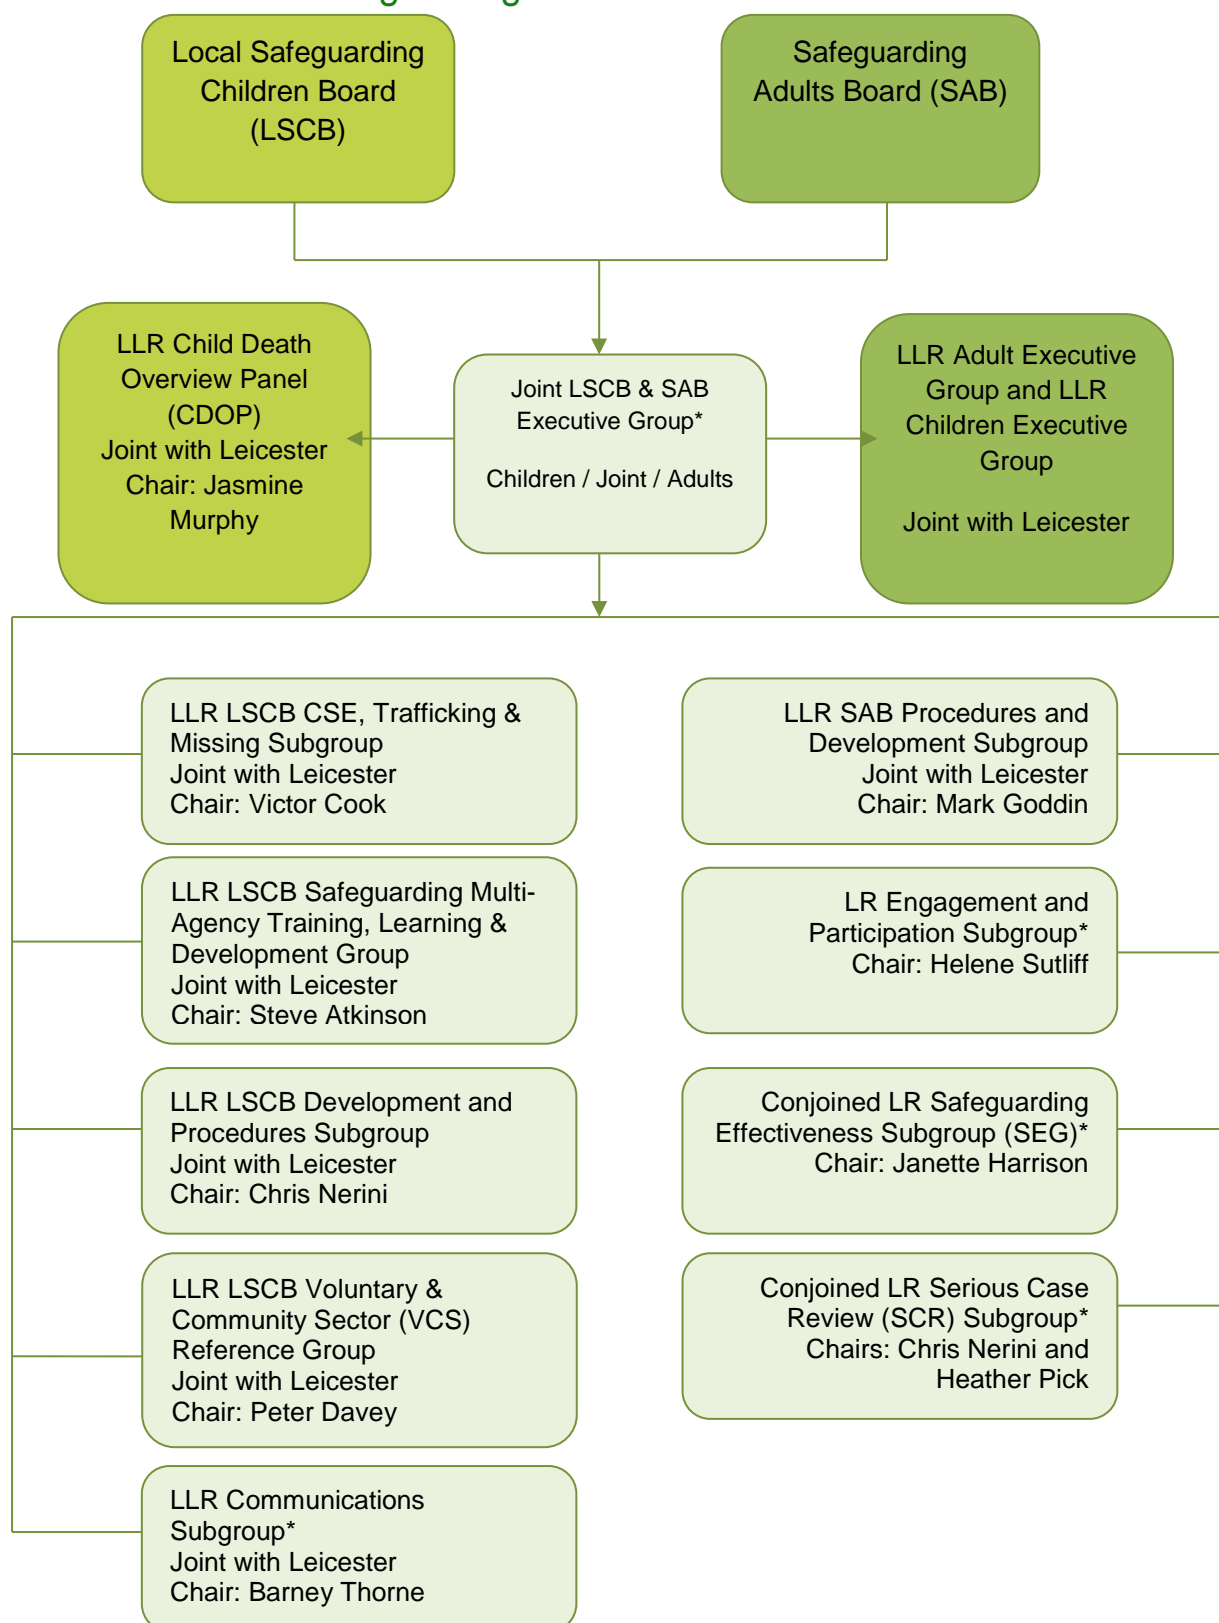 Local Safeguarding
Children Board
(LSCB)
Safeguarding
Adults Board (SAB)
LLR Child Death
Overview Panel
(CDOP)
Joint with Leicester
Chair: Jasmine
Murphy
Joint LSCB & SAB
Executive Group*
Children / Joint / Adults
LLR Adult Executive
Group and LLR
Children Executive
Group
Joint with Leicester
LLR LSCB CSE, Trafficking &
Missing Subgroup
Joint with Leicester
Chair: Victor Cook
LLR LSCB Safeguarding Multi-
Agency Training, Learning &
Development Group
Joint with Leicester
Chair: Steve Atkinson
LLR LSCB Development and
Procedures Subgroup
Joint with Leicester
Chair: Chris Nerini
LLR LSCB Voluntary &
Community Sector (VCS)
Reference Group
Joint with Leicester
Chair: Peter Davey
LLR Communications
Subgroup*
Joint with Leicester
Chair: Barney Thorne
LLR SAB Procedures and
Development Subgroup
Joint with Leicester
Chair: Mark Goddin
LR Engagement and
Participation Subgroup*
Chair: Helene Sutliff
Conjoined LR Safeguarding
Effectiveness Subgroup (SEG)*
Chair: Janette Harrison
Conjoined LR Serious Case
Review (SCR) Subgroup*
Chairs: Chris Nerini and
Heather Pick